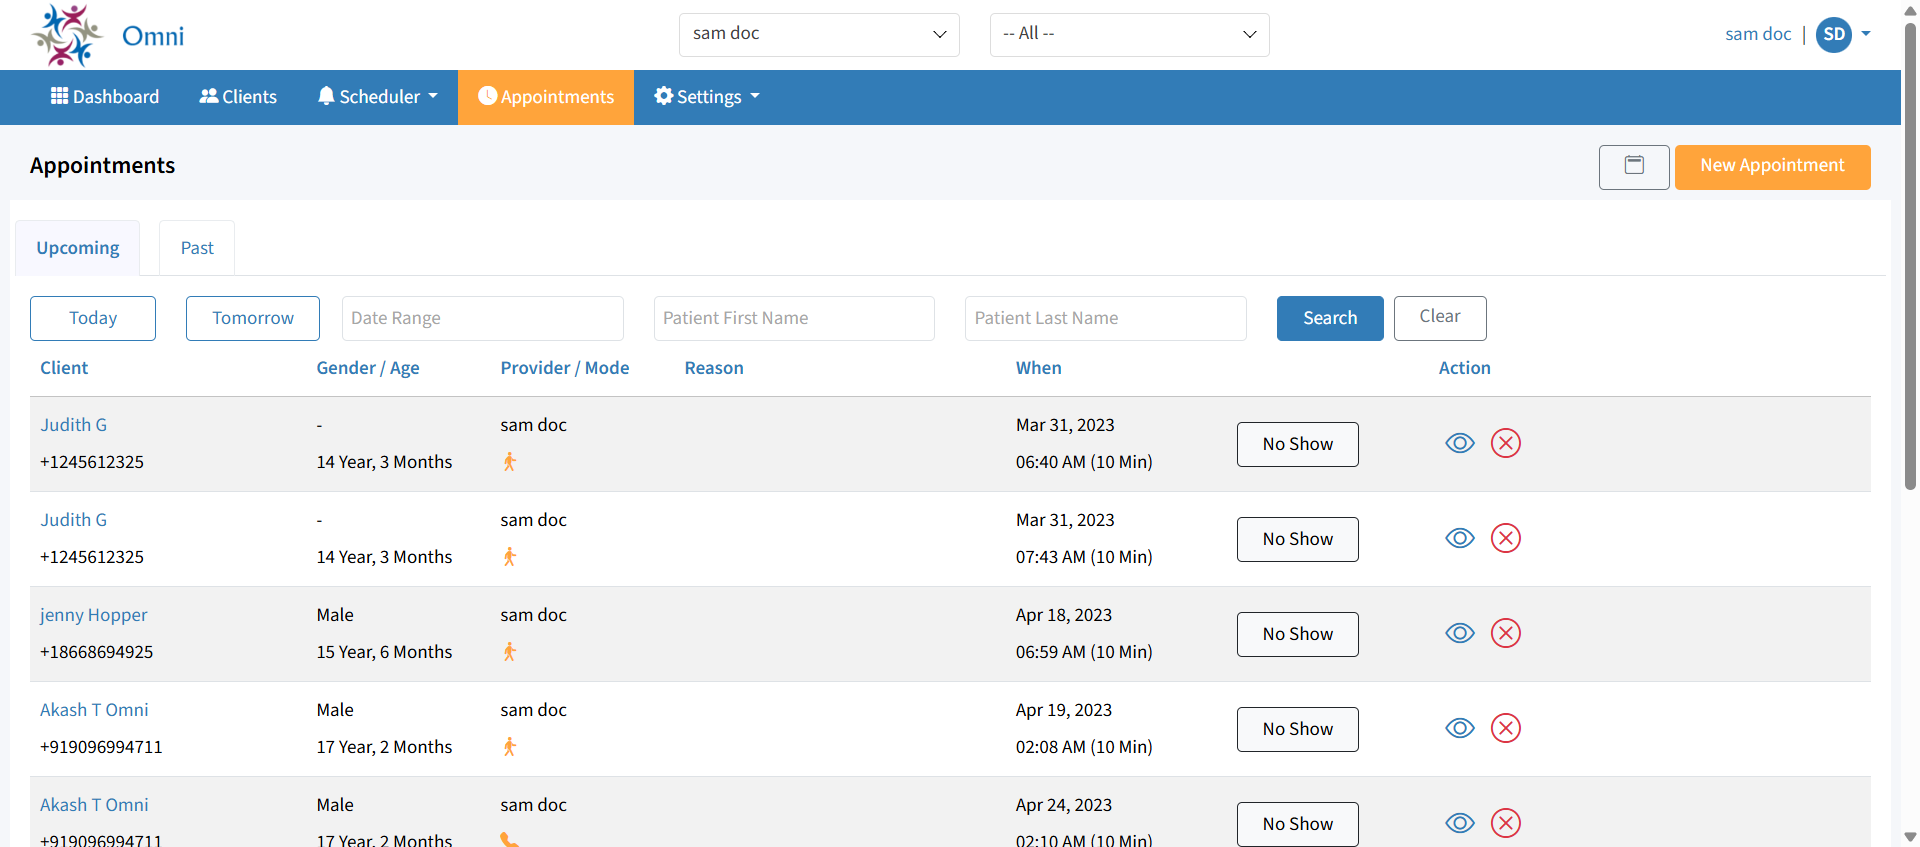 Omni
sam doc
-- All --
sam doc | SD
Dashboard Clients Scheduler Appointments Settings
Appointments
New Appointment
Upcoming Past
Today Tomorrow Date Range Patient First Name Patient Last Name Search Clear
Client Gender / Age Provider / Mode Reason When Action
Judith G - sam doc Mar 31, 2023
No Show
+1245612325 14 Year, 3 Months 06:40 AM (10 Min)
Judith G - sam doc Mar 31, 2023
No Show
+1245612325 14 Year, 3 Months 07:43 AM (10 Min)
jenny Hopper Male sam doc Apr 18, 2023
No Show
+18668694925 15 Year, 6 Months 06:59 AM (10 Min)
Akash T Omni Male sam doc Apr 19, 2023
No Show
+919096994711 17 Year, 2 Months 02:08 AM (10 Min)
Akash T Omni Male sam doc Apr 24, 2023
No Show
+919096994711 17 Year, 2 Months 02:10 AM (10 Min)